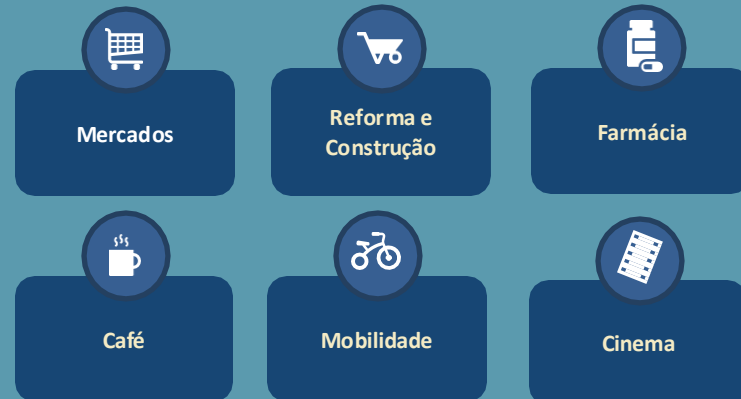 Mercados
Reforma e
Construção
Farmácia
Café
Mobilidade
Cinema